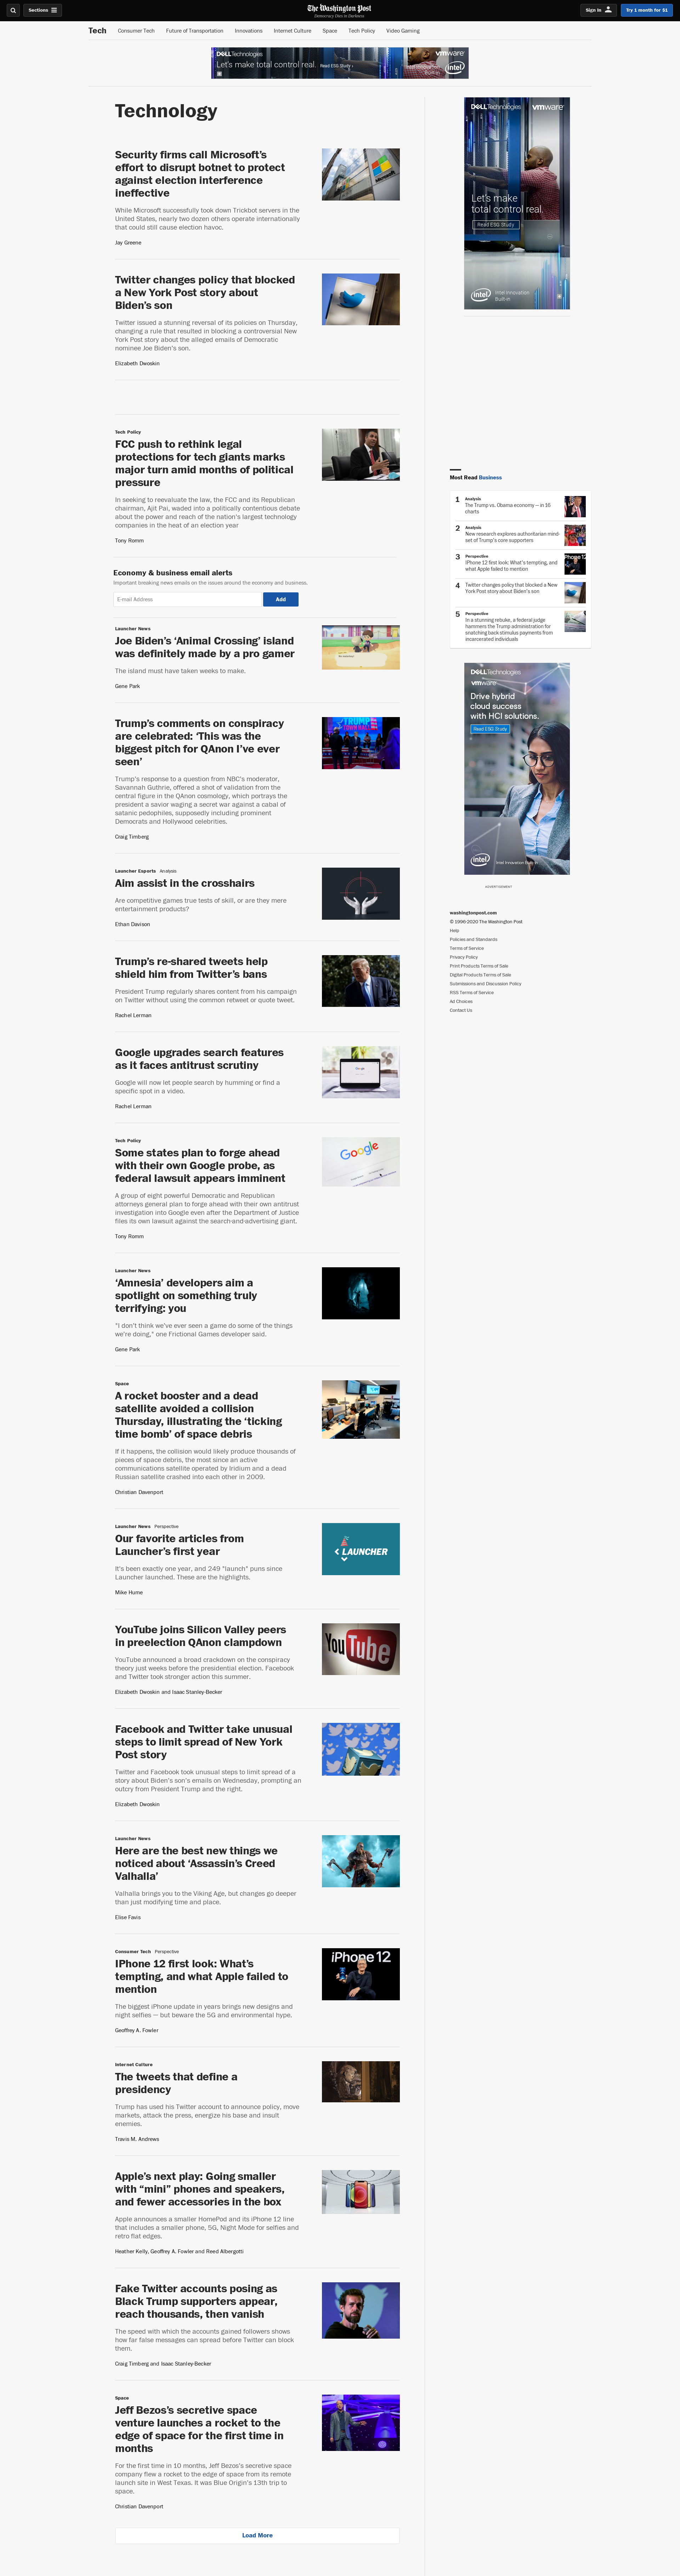 Sections
The Washington Post
Democracy Dies in Darkness
Sign In
Try 1 month for $1
Tech
Consumer Tech
Future of Transportation
Innovations
Internet Culture
Space
Tech Policy
Video Gaming
DELLTechnologies
Let's make total control real.
Read ESG Study ›
vmware
intel
Technology
Security firms call Microsoft’s
effort to disrupt botnet to protect
against election interference
ineffective
While Microsoft successfully took down Trickbot servers in the
United States, nearly two dozen others operate internationally
that could still cause election havoc.
Jay Greene
Twitter changes policy that blocked
a New York Post story about
Biden’s son
Twitter issued a stunning reversal of its policies on Thursday,
changing a rule that resulted in blocking a controversial New
York Post story about the alleged emails of Democratic
nominee Joe Biden’s son.
Elizabeth Dwoskin
Tech Policy
FCC push to rethink legal
protections for tech giants marks
major turn amid months of political
pressure
In seeking to reevaluate the law, the FCC and its Republican
chairman, Ajit Pai, waded into a politically contentious debate
about the power and reach of the nation’s largest technology
companies in the heat of an election year
Tony Romm
Economy & business email alerts
Important breaking news emails on the issues around the economy and business.
E-mail Address
Add
Launcher News
Joe Biden’s ‘Animal Crossing’ island
was definitely made by a pro gamer
The island must have taken weeks to make.
Gene Park
Trump’s comments on conspiracy
are celebrated: ‘This was the
biggest pitch for QAnon I’ve ever
seen’
Trump’s response to a question from NBC’s moderator,
Savannah Guthrie, offered a shot of validation from the
central figure in the QAnon cosmology, which portrays the
president a savior waging a secret war against a cabal of
satanic pedophiles, supposedly including prominent
Democrats and Hollywood celebrities.
Craig Timberg
TRUMP
Launcher Esports Analysis
Aim assist in the crosshairs
Are competitive games true tests of skill, or are they mere
entertainment products?
Ethan Davison
Trump’s re-shared tweets help
shield him from Twitter’s bans
President Trump regularly shares content from his campaign
on Twitter without using the common retweet or quote tweet.
Rachel Lerman
Google upgrades search features
as it faces antitrust scrutiny
Google will now let people search by humming or find a
specific spot in a video.
Rachel Lerman
Tech Policy
Some states plan to forge ahead
with their own Google probe, as
federal lawsuit appears imminent
A group of eight powerful Democratic and Republican
attorneys general plan to forge ahead with their own antitrust
investigation into Google even after the Department of Justice
files its own lawsuit against the search-and-advertising giant.
Tony Romm
Google
Launcher News
‘Amnesia’ developers aim a
spotlight on something truly
terrifying: you
"I don't think we've ever seen a game do some of the things
we're doing," one Frictional Games developer said.
Gene Park
Space
A rocket booster and a dead
satellite avoided a collision
Thursday, illustrating the ‘ticking
time bomb’ of space debris
If it happens, the collision would likely produce thousands of
pieces of space debris, the most since an active
communications satellite operated by Iridium and a dead
Russian satellite crashed into each other in 2009.
Christian Davenport
Launcher News Perspective
Our favorite articles from
Launcher’s first year
It's been exactly one year, and 249 "launch" puns since
Launcher launched. These are the highlights.
Mike Hume
LAUNCHER
YouTube joins Silicon Valley peers
in preelection QAnon clampdown
YouTube announced a broad crackdown on the conspiracy
theory just weeks before the presidential election. Facebook
and Twitter took stronger action this summer.
Elizabeth Dwoskin and Isaac Stanley-Becker
YouTube
Facebook and Twitter take unusual
steps to limit spread of New York
Post story
Twitter and Facebook took unusual steps to limit spread of a
story about Biden’s son’s emails on Wednesday, prompting an
outcry from President Trump and the right.
Elizabeth Dwoskin
Launcher News
Here are the best new things we
noticed about ‘Assassin’s Creed
Valhalla’
Valhalla brings you to the Viking Age, but changes go deeper
than just modifying time and place.
Elise Favis
Consumer Tech Perspective
IPhone 12 first look: What’s
tempting, and what Apple failed to
mention
The biggest iPhone update in years brings new designs and
night selfies — but beware the 5G and environmental hype.
Geoffrey A. Fowler
iPhone 12
Internet Culture
The tweets that define a
presidency
Trump has used his Twitter account to announce policy, move
markets, attack the press, energize his base and insult
enemies.
Travis M. Andrews
Apple’s next play: Going smaller
with “mini” phones and speakers,
and fewer accessories in the box
Apple announces a smaller HomePod and its iPhone 12 line
that includes a smaller phone, 5G, Night Mode for selfies and
retro flat edges.
Heather Kelly, Geoffrey A. Fowler and Reed Albergotti
Fake Twitter accounts posing as
Black Trump supporters appear,
reach thousands, then vanish
The speed with which the accounts gained followers shows
how far false messages can spread before Twitter can block
them.
Craig Timberg and Isaac Stanley-Becker
Space
Jeff Bezos’s secretive space
venture launches a rocket to the
edge of space for the first time in
months
For the first time in 10 months, Jeff Bezos's secretive space
company flew a rocket to the edge of space from its remote
launch site in West Texas. It was Blue Origin's 13th trip to
space.
Christian Davenport
Load More
DELLTechnologies
vmware
Let's make
total control real.
Read ESG Study
intel
Intel Innovation
Built-in
Most Read Business
1 Analysis
The Trump vs. Obama economy — in 16
charts
2 Analysis
New research explores authoritarian mind-
set of Trump’s core supporters
3 Perspective
IPhone 12 first look: What’s tempting, and
what Apple failed to mention
4 Twitter changes policy that blocked a New
York Post story about Biden’s son
5 Perspective
In a stunning rebuke, a federal judge
hammers the Trump administration for
snatching back stimulus payments from
incarcerated individuals
DELLTechnologies
vmware
Drive hybrid
cloud success
with HCI solutions.
Read ESG Study
intel
Intel Innovation Built-in
ADVERTISEMENT
washingtonpost.com
© 1996-2020 The Washington Post
Help
Policies and Standards
Terms of Service
Privacy Policy
Print Products Terms of Sale
Digital Products Terms of Sale
Submissions and Discussion Policy
RSS Terms of Service
Ad Choices
Contact Us